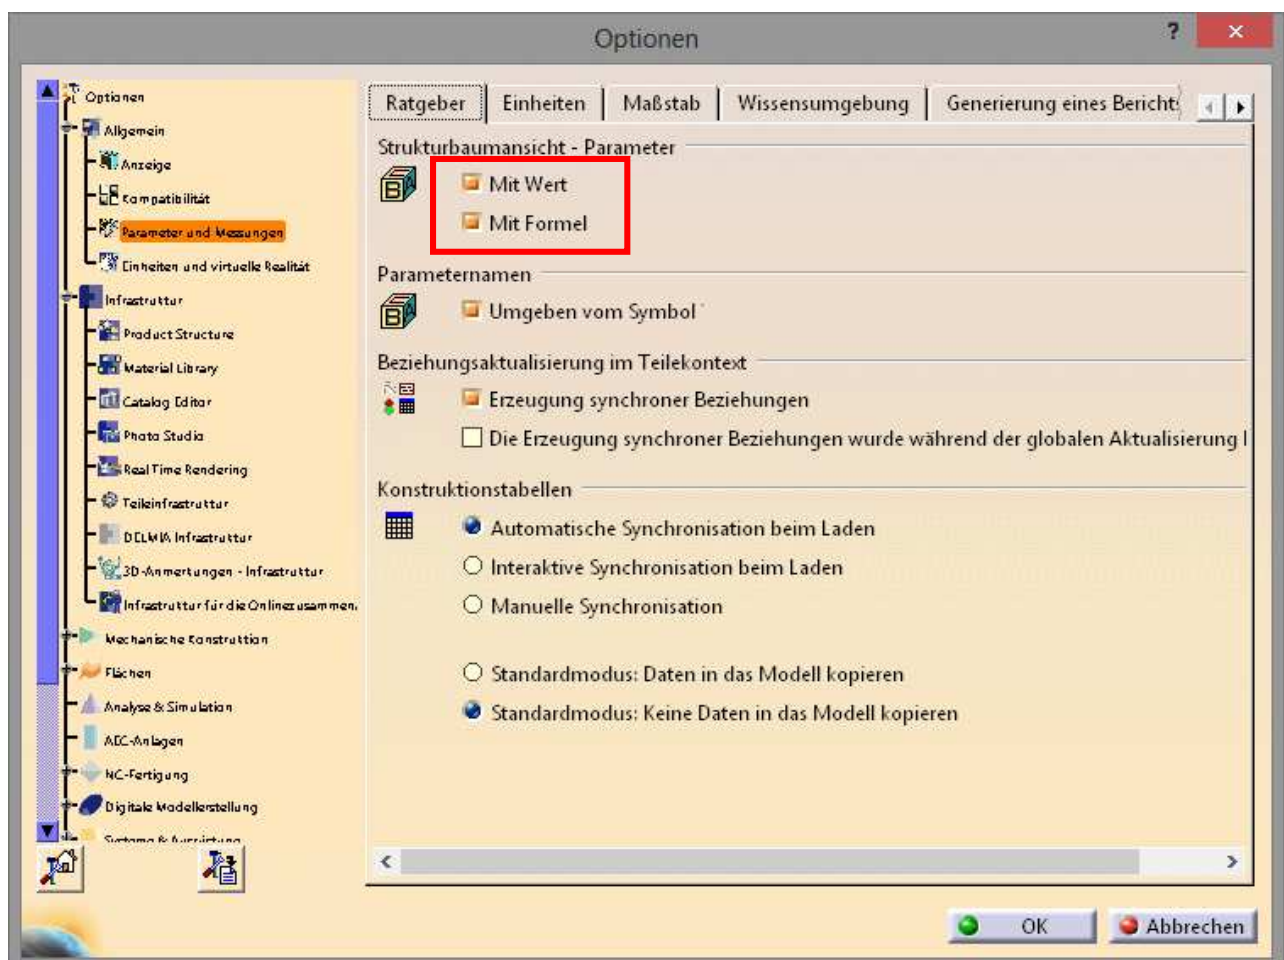 Optionen
?
Optionen
Allgemein
Anzeige
Kompatibilität
Parameter und Messungen
Einheiten und virtuelle Realität
Infrastruktur
Product Structure
Material Library
Catalog Editor
Photo Studio
Real Time Rendering
Teileinfrastruktur
DELMIA Infrastruktur
3D-Anmerkungen - Infrastruktur
Infrastruktur für die Onlinezusammen.
Mechanische Konstruktion
Flächen
Analyse & Simulation
AEC-Anlagen
NC-Fertigung
Digitale Modellerstellung
Systeme & Ausrüstung
Ratgeber Einheiten Maßstab Wissensumgebung Generierung eines Berichts
Strukturbaumansicht - Parameter
Mit Wert
Mit Formel
Parameternamen
Umgeben vom Symbol `
Beziehungsaktualisierung im Teilekontext
Erzeugung synchroner Beziehungen
Die Erzeugung synchroner Beziehungen wurde während der globalen Aktualisierung
Konstruktionstabellen
Automatische Synchronisation beim Laden
Interaktive Synchronisation beim Laden
Manuelle Synchronisation
Standardmodus: Daten in das Modell kopieren
Standardmodus: Keine Daten in das Modell kopieren
OK Abbrechen